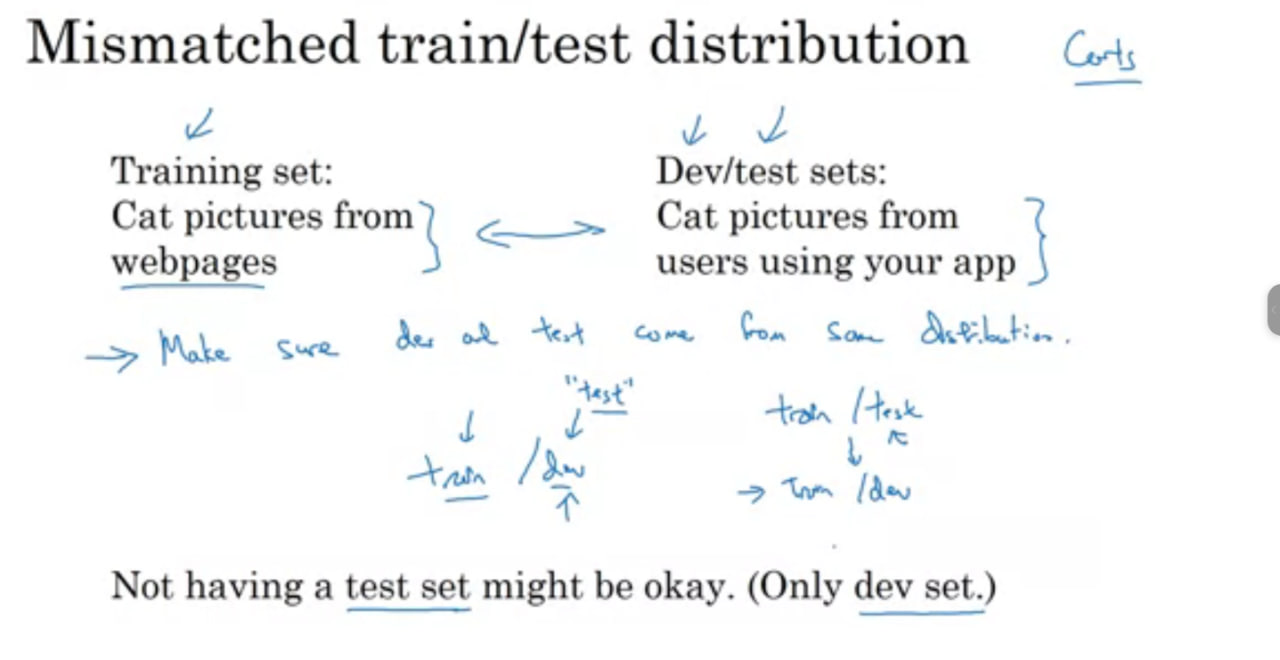 Mismatched train/test distribution
Cats
Training set:
Cat pictures from
webpages
Dev/test sets:
Cat pictures from
users using your app
→ Make sure dev and test come from same distribution.
"test"
train / dev
train / test
→ Train / dev
Not having a test set might be okay. (Only dev set.)